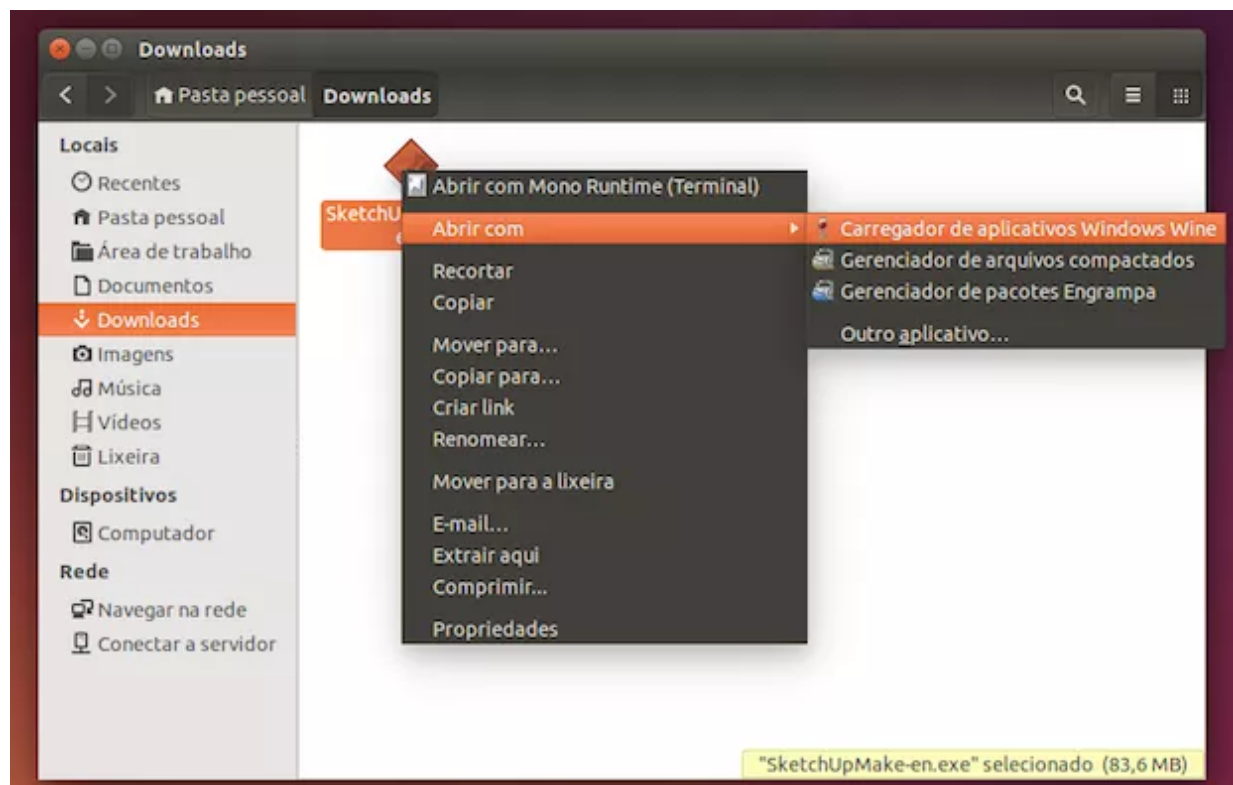 Downloads
Pasta pessoal Downloads
Locais
Recentes
Pasta pessoal
Área de trabalho
Documentos
Downloads
Imagens
Música
Vídeos
Lixeira
Dispositivos
Computador
Rede
Navegar na rede
Conectar a servidor
SketchU
e
Abrir com Mono Runtime (Terminal)
Abrir com
Recortar
Copiar
Mover para...
Copiar para...
Criar link
Renomear...
Mover para a lixeira
E-mail...
Extrair aqui
Comprimir...
Propriedades
Carregador de aplicativos Windows Wine
Gerenciador de arquivos compactados
Gerenciador de pacotes Engrampa
Outro aplicativo...
"SketchUpMake-en.exe" selecionado (83,6 MB)